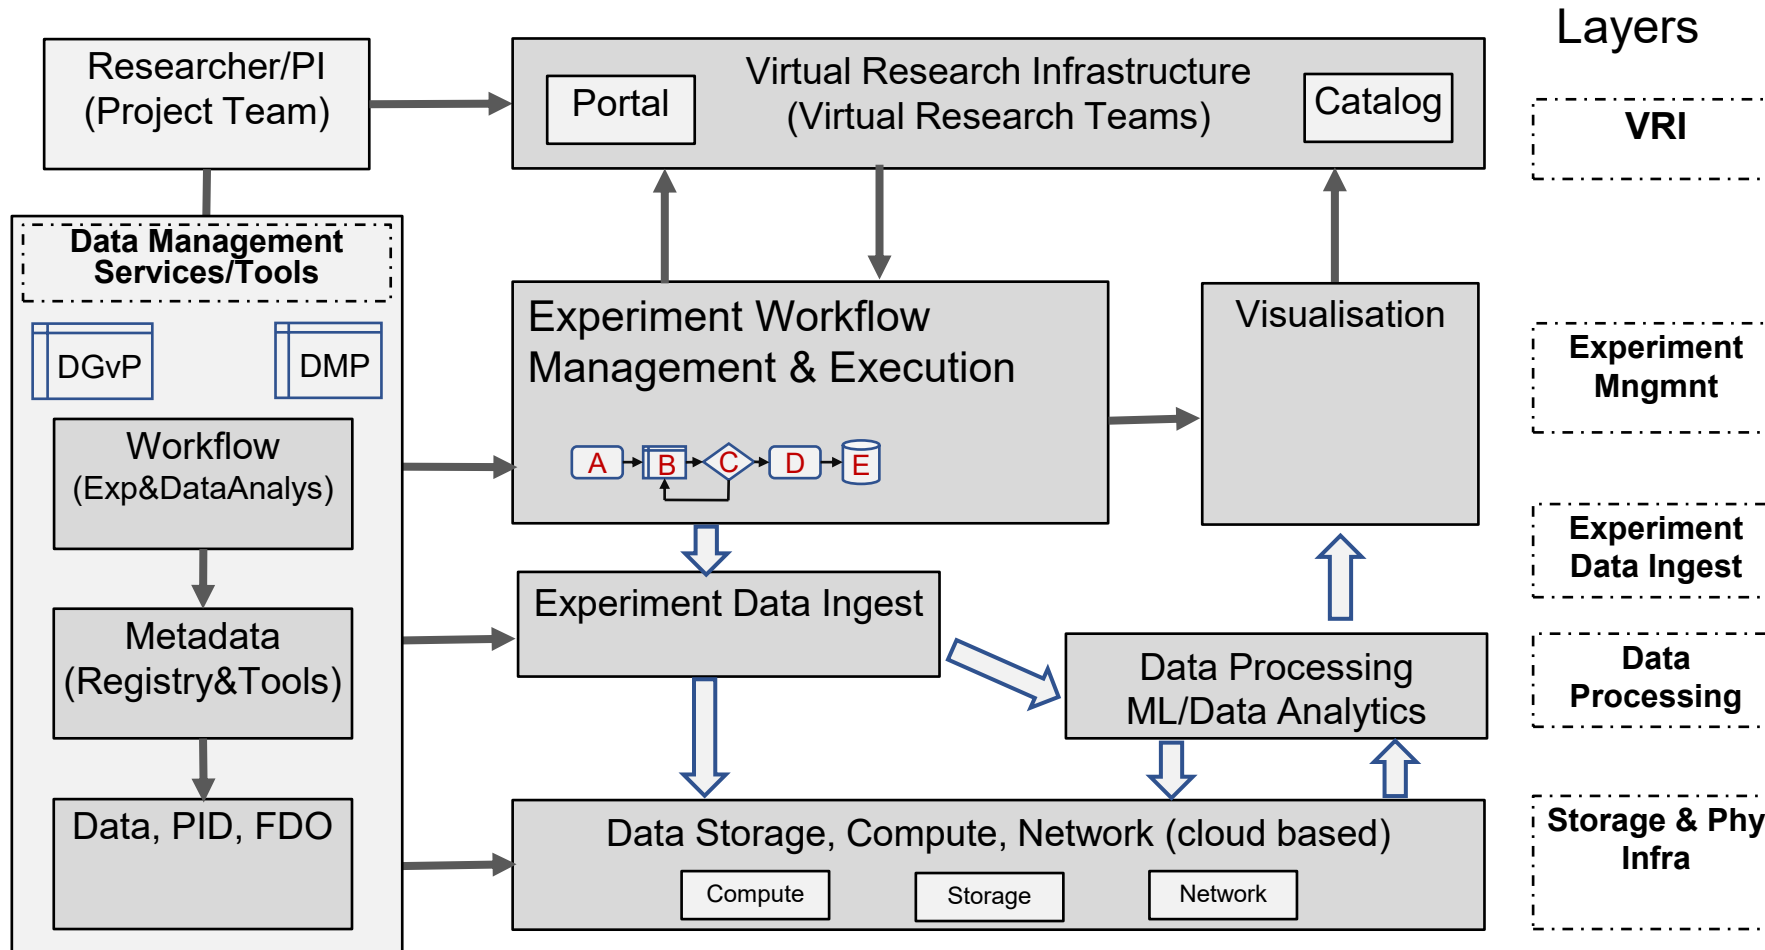 Layers
Researcher/PI
(Project Team)
Virtual Research Infrastructure
(Virtual Research Teams)
Portal
Catalog
VRI
Data Management
Services/Tools
DGvP
DMP
Experiment Workflow
Management & Execution
A
B
C
D
E
Visualisation
Experiment
Mngmnt
Workflow
(Exp&DataAnalys)
Experiment
Data Ingest
Experiment Data Ingest
Metadata
(Registry&Tools)
Data Processing
ML/Data Analytics
Data
Processing
Data, PID, FDO
Data Storage, Compute, Network (cloud based)
Compute
Storage
Network
Storage & Phy
Infra